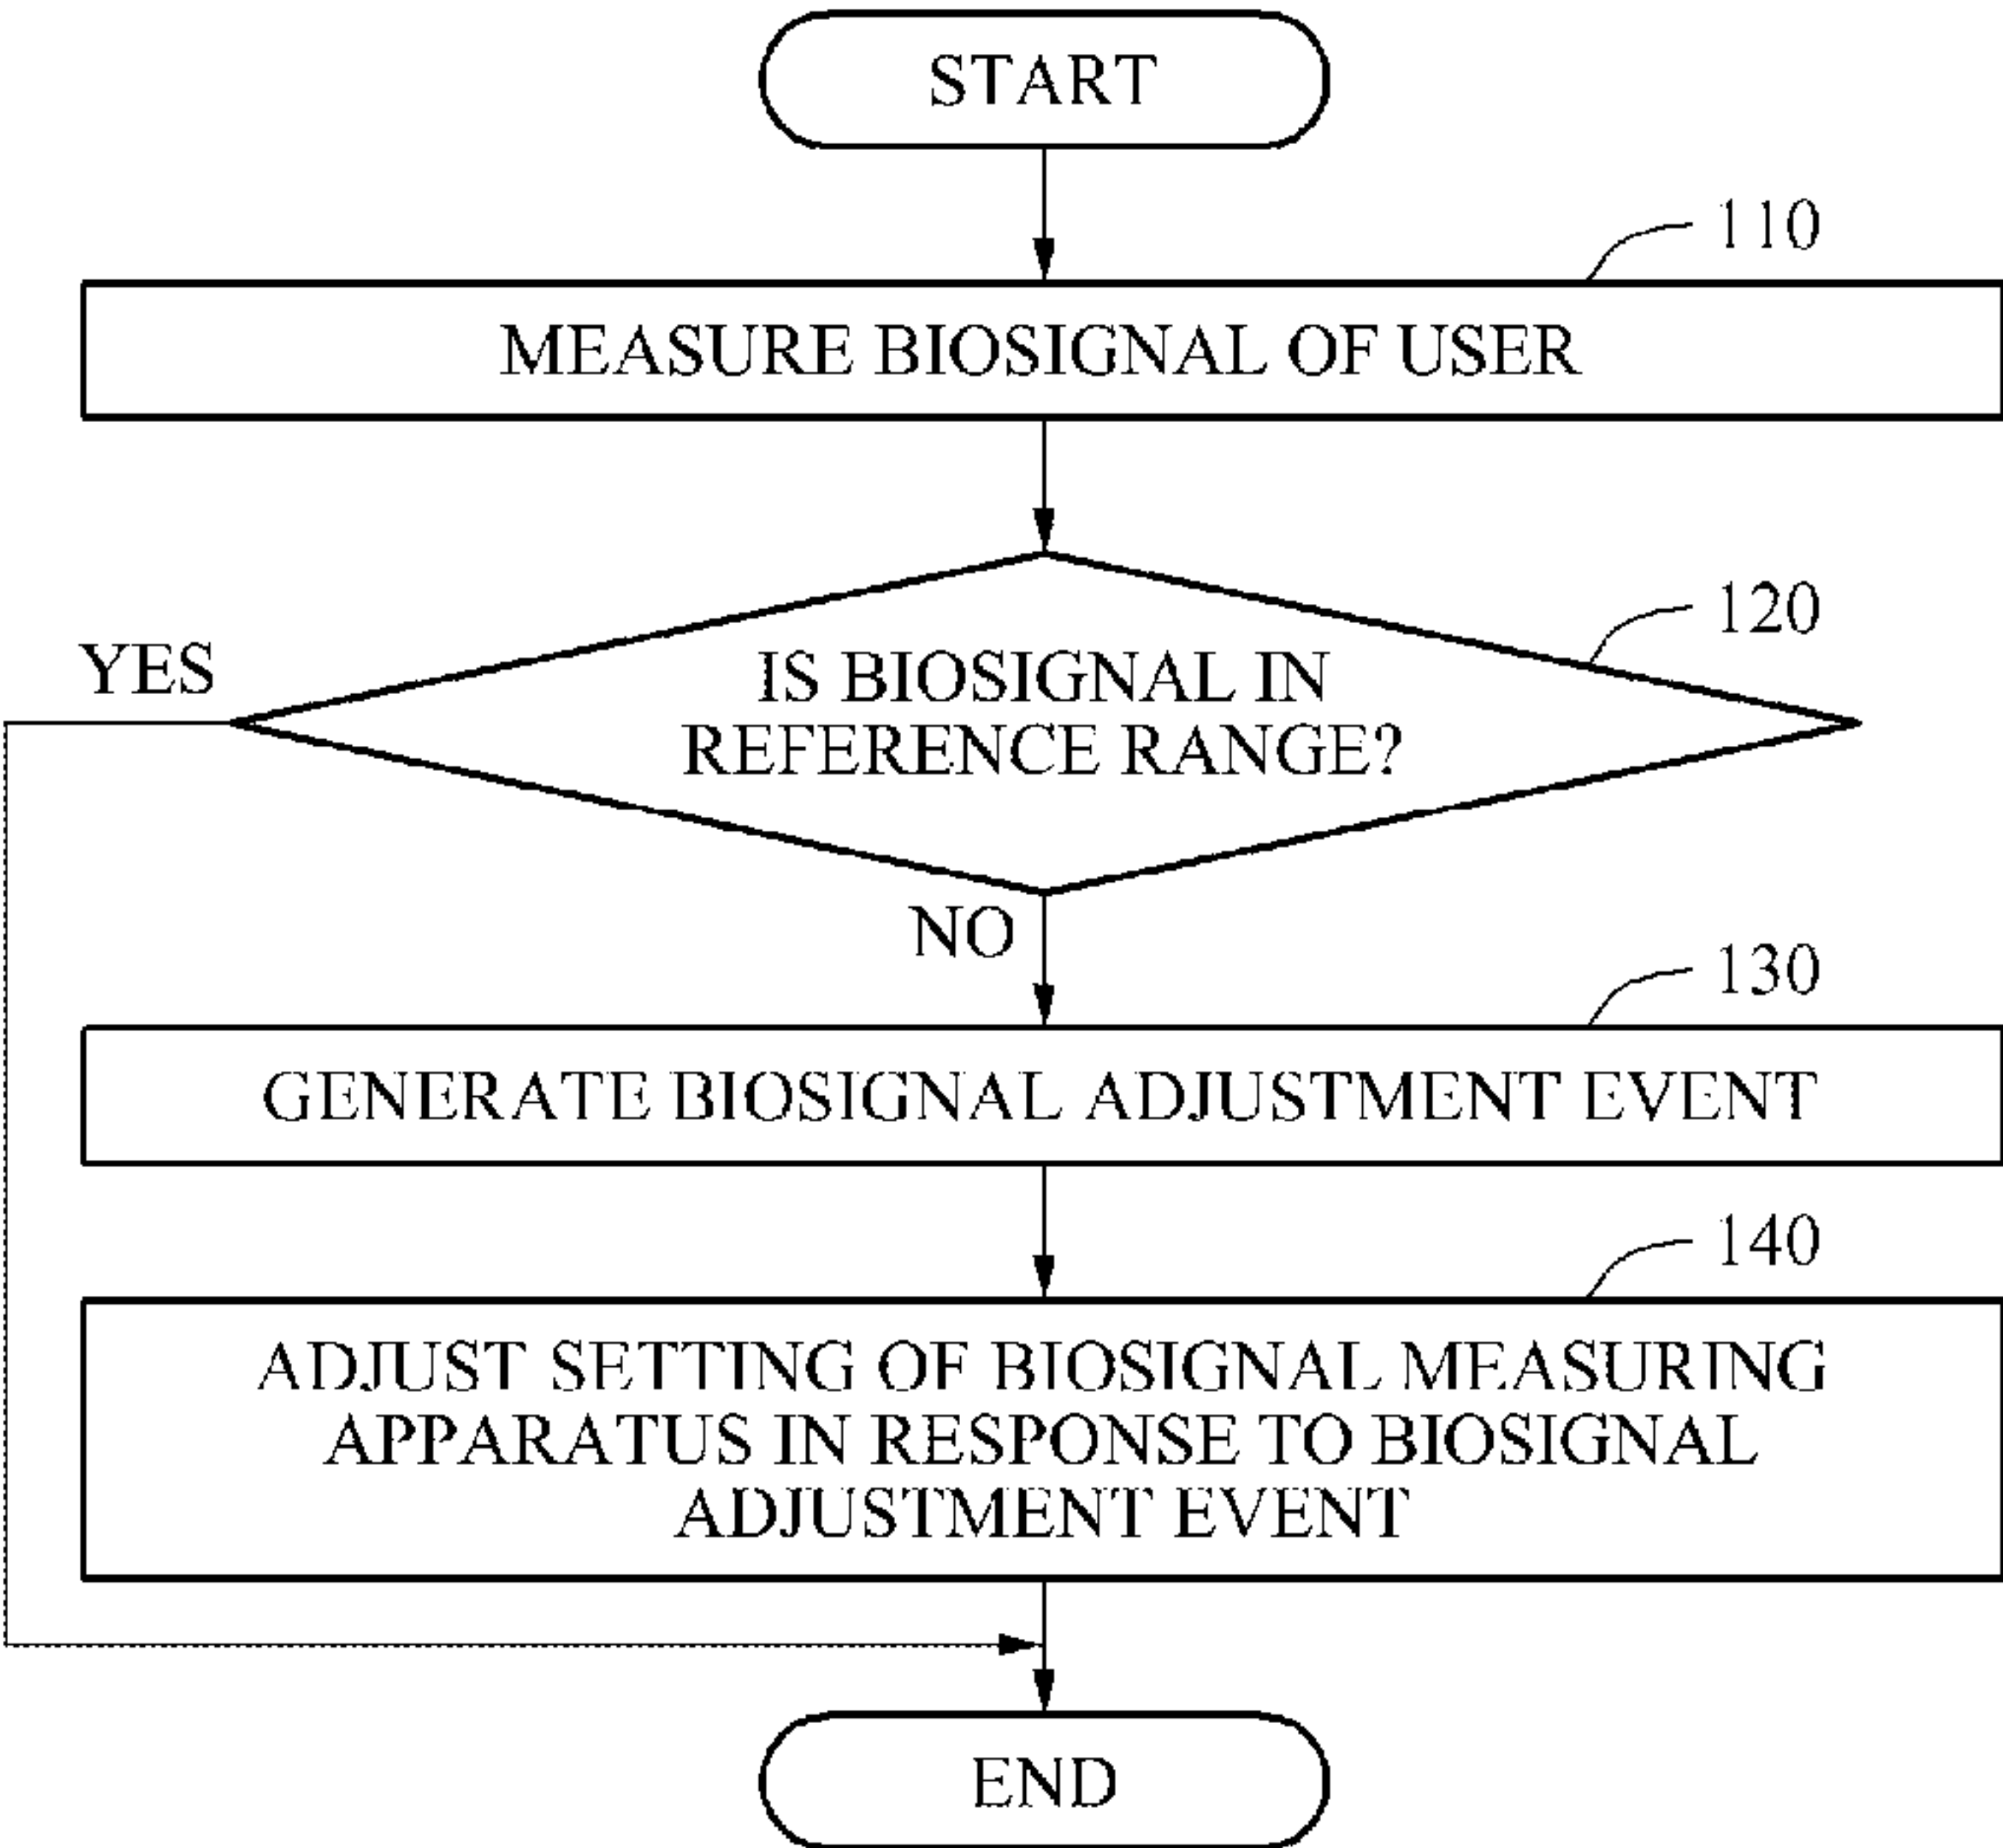 START
110
MEASURE BIOSIGNAL OF USER
120
YES
IS BIOSIGNAL IN
REFERENCE RANGE?
NO
130
GENERATE BIOSIGNAL ADJUSTMENT EVENT
140
ADJUST SETTING OF BIOSIGNAL MEASURING
APPARATUS IN RESPONSE TO BIOSIGNAL
ADJUSTMENT EVENT
END